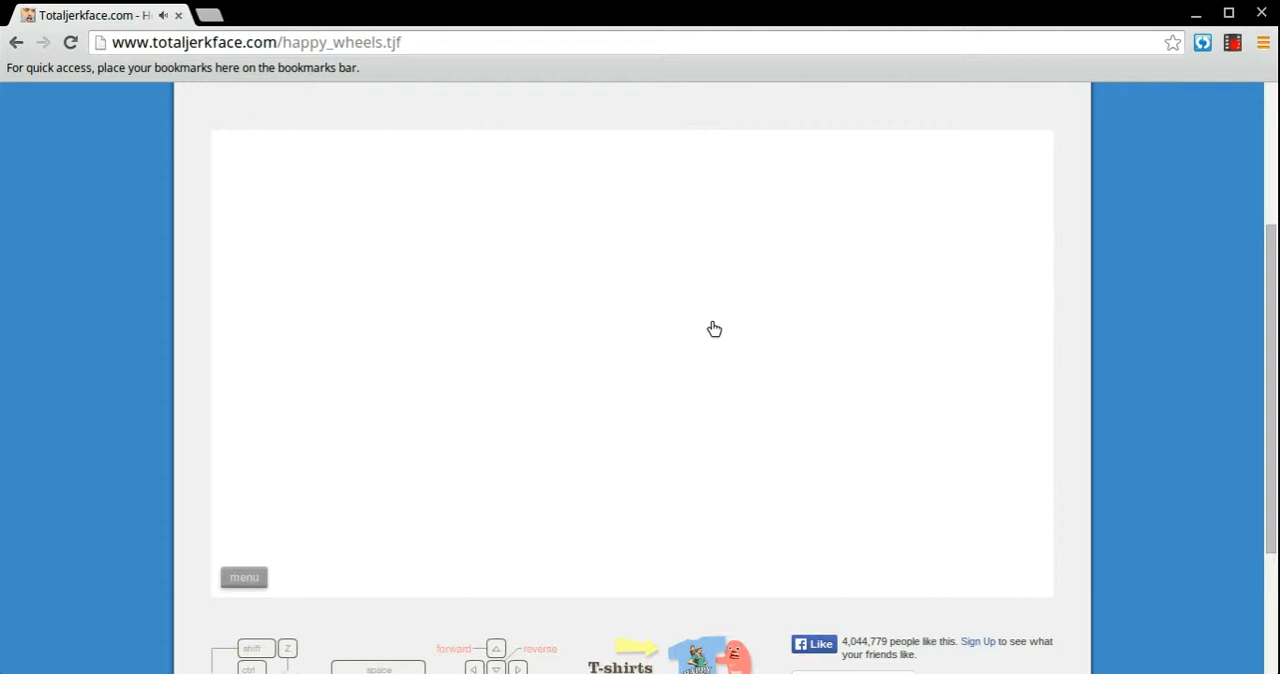 Totaljerkface.com - H
www.totaljerkface.com/happy_wheels.tjf
For quick access, place your bookmarks here on the bookmarks bar.
menu
shift Z
ctrl
space
forward
reverse
T-shirts
HAPPY
Like
4,044,779 people like this. Sign Up to see what
your friends like.